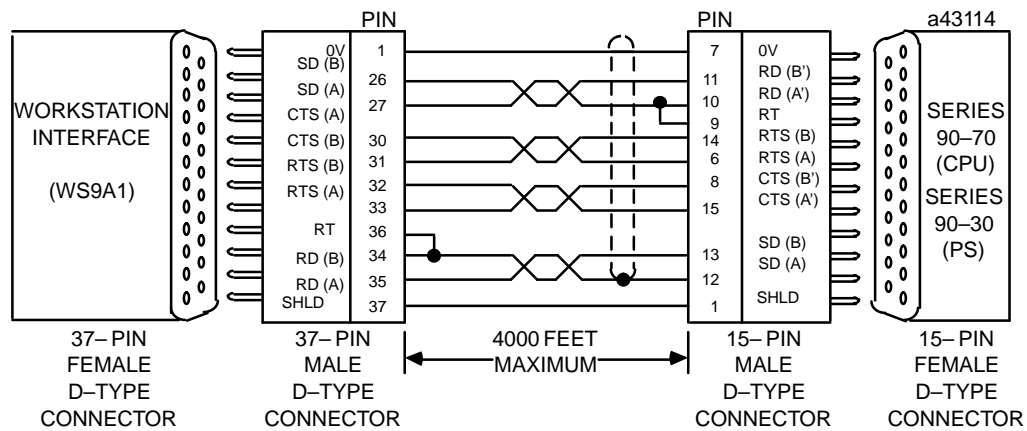 PIN
PIN
a43114
WORKSTATION
INTERFACE
(WS9A1)
0V
SD (B)
SD (A)
CTS (A)
CTS (B)
RTS (B)
RTS (A)
RT
RD (B)
RD (A)
SHLD
1
26
27
30
31
32
33
36
34
35
37
7
11
10
9
14
6
8
15
13
12
1
0V
RD (B')
RD (A')
RT
RTS (B)
RTS (A)
CTS (B')
CTS (A')
SD (B)
SD (A)
SHLD
SERIES
90–70
(CPU)
SERIES
90–30
(PS)
37– PIN
FEMALE
D–TYPE
CONNECTOR
37– PIN
MALE
D–TYPE
CONNECTOR
4000 FEET
MAXIMUM
15– PIN
MALE
D–TYPE
CONNECTOR
15– PIN
FEMALE
D–TYPE
CONNECTOR